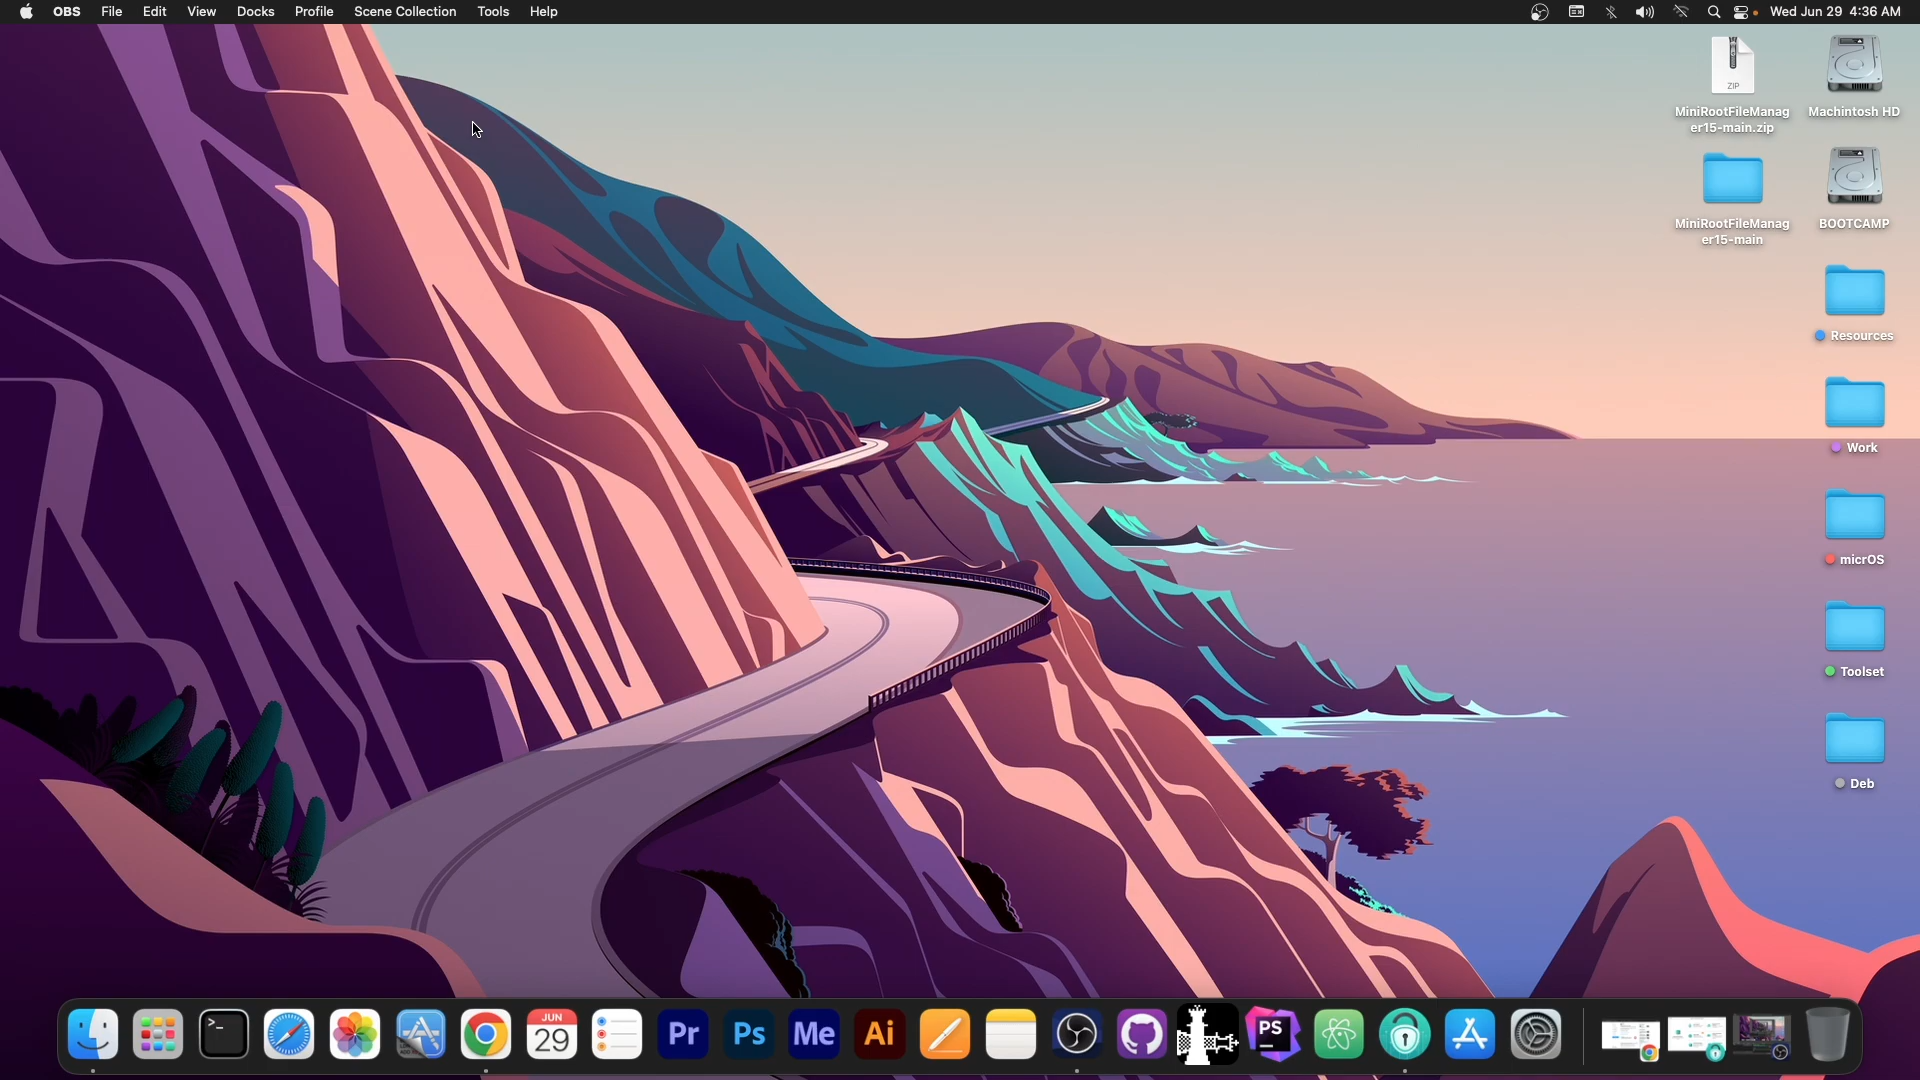 OBS File Edit View Docks Profile Scene Collection Tools Help Wed Jun 29 4:36 AM
ZIP
MiniRootFileManag
er15-main.zip
Machintosh HD
MiniRootFileManag
er15-main
BOOTCAMP
Resources
Work
micrOS
Toolset
Deb
>_
JUN
29
Pr
Ps
Me
Ai
PS